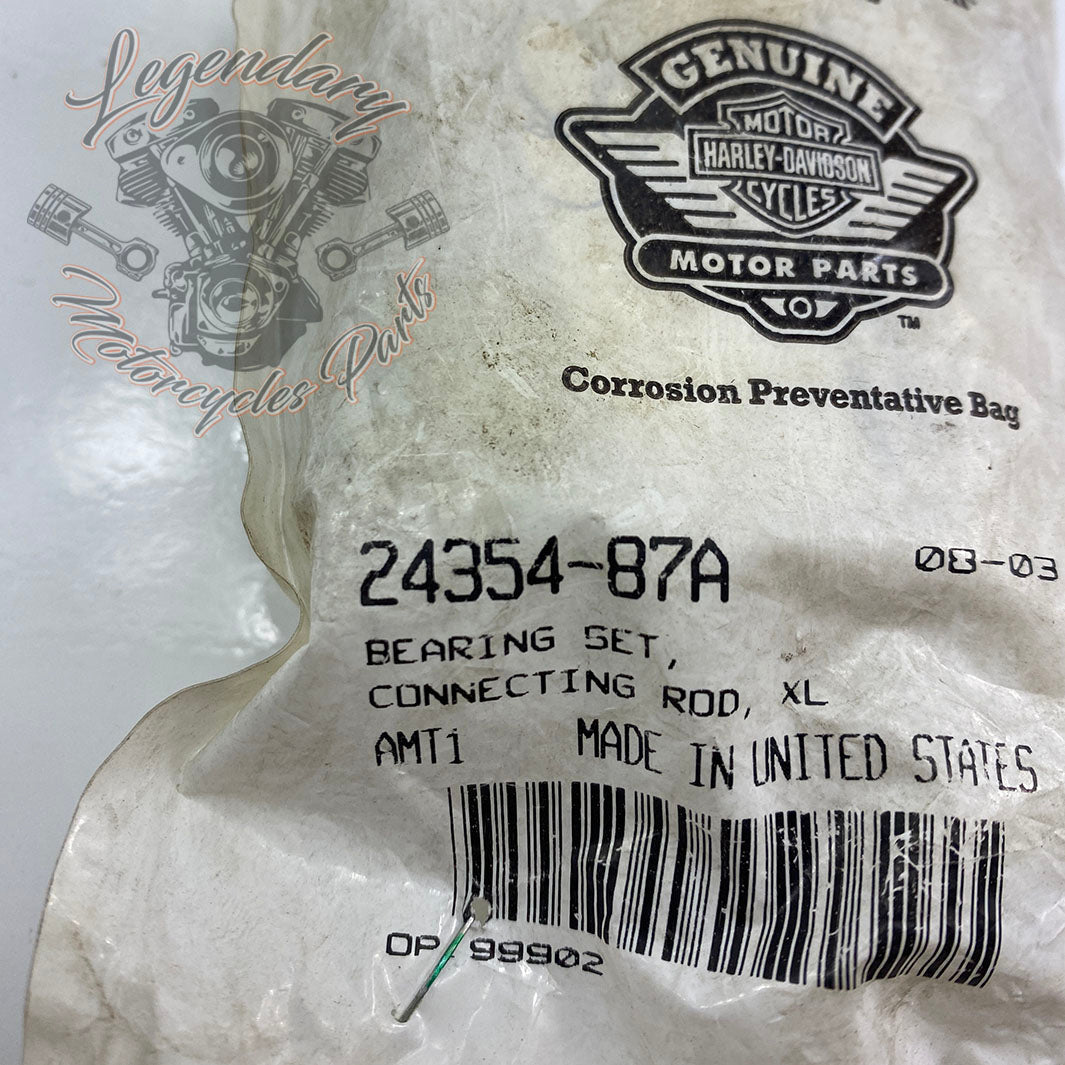 Legendary
Motorcycles Parts
GENUINE
MOTOR
HARLEY-DAVIDSON
CYCLES
MOTOR PARTS
TM
Corrosion Preventative Bag
24354-87A
08-03
BEARING SET,
CONNECTING ROD, XL
AMT1 MADE IN UNITED STATES
OP 99902